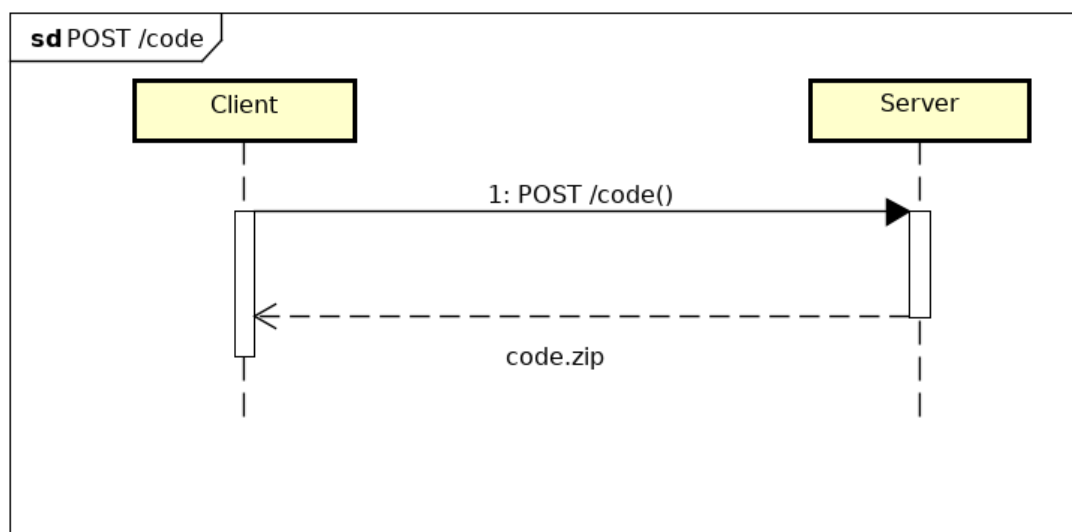 sd POST /code
Client
Server
1: POST /code()
code.zip